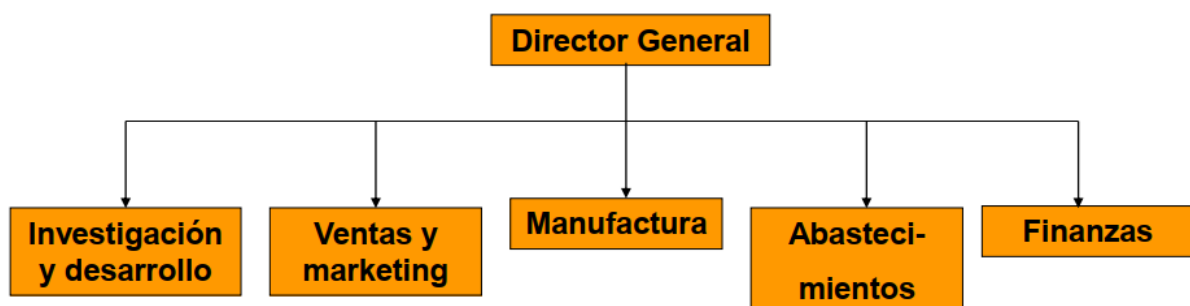 Director General
Investigación
y desarrollo
Ventas y
marketing
Manufactura
Abasteci-
mientos
Finanzas